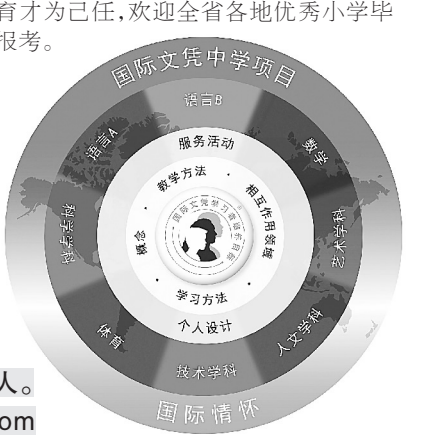 育才为己任,欢迎全省各地优秀小学毕
报考。
国际文凭中学项目
语言B
语言A
数学
服务活动
教学方法
相互作用领域
概念
科学学科
艺术学科
学习方法
个人设计
体育
人文学科
技术学科
国际情怀
人。
om